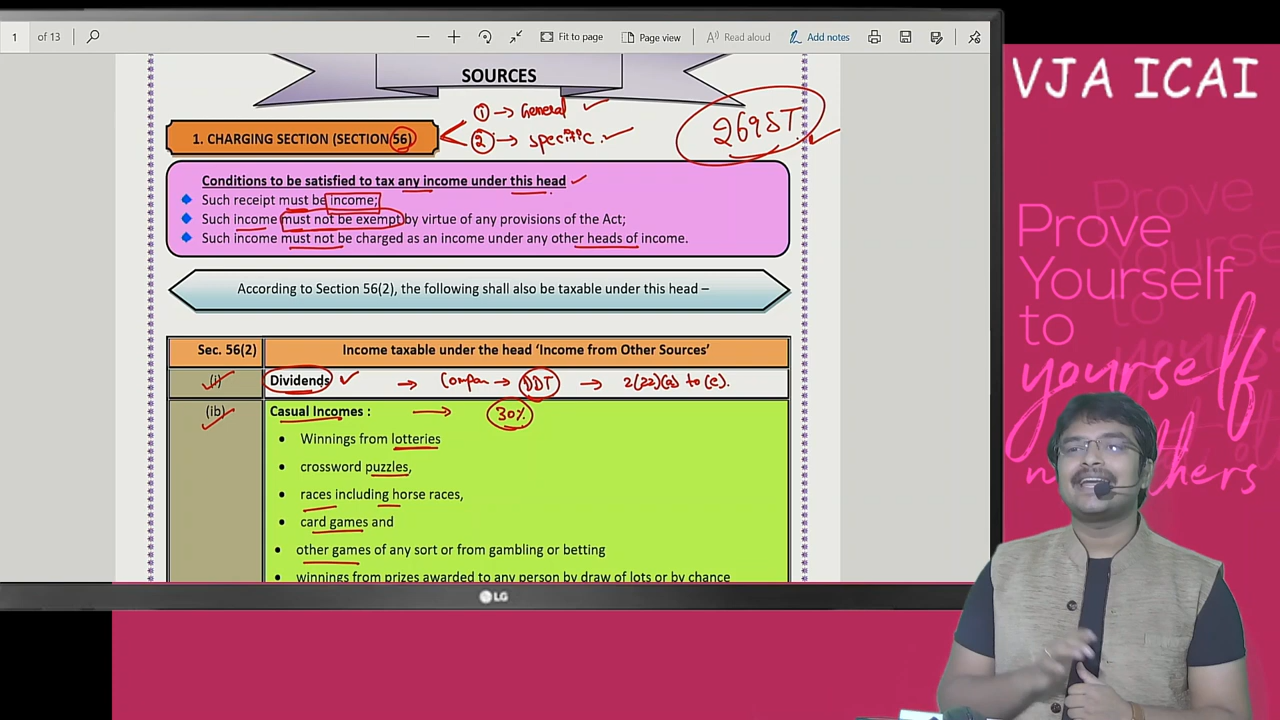 1 of 13 Fit to page Page view Read aloud Add notes
VJA ICAI
SOURCES
① → General ✓
② → specific ✓
269ST ✓
1. CHARGING SECTION (SECTION 56)
Conditions to be satisfied to tax any income under this head ✓
Such receipt must be income;
Such income must not be exempt by virtue of any provisions of the Act;
Such income must not be charged as an income under any other heads of income.
According to Section 56(2), the following shall also be taxable under this head –
Sec. 56(2) Income taxable under the head ‘Income from Other Sources’
(i) Dividends ✓ → Compan → DDT → 2(22)(a) to (e).
(ib) Casual Incomes : → 30%
• Winnings from lotteries
• crossword puzzles,
• races including horse races,
• card games and
• other games of any sort or from gambling or betting
• winnings from prizes awarded to any person by draw of lots or by chance
LG
Prove
Yourself
to
yourself
not others